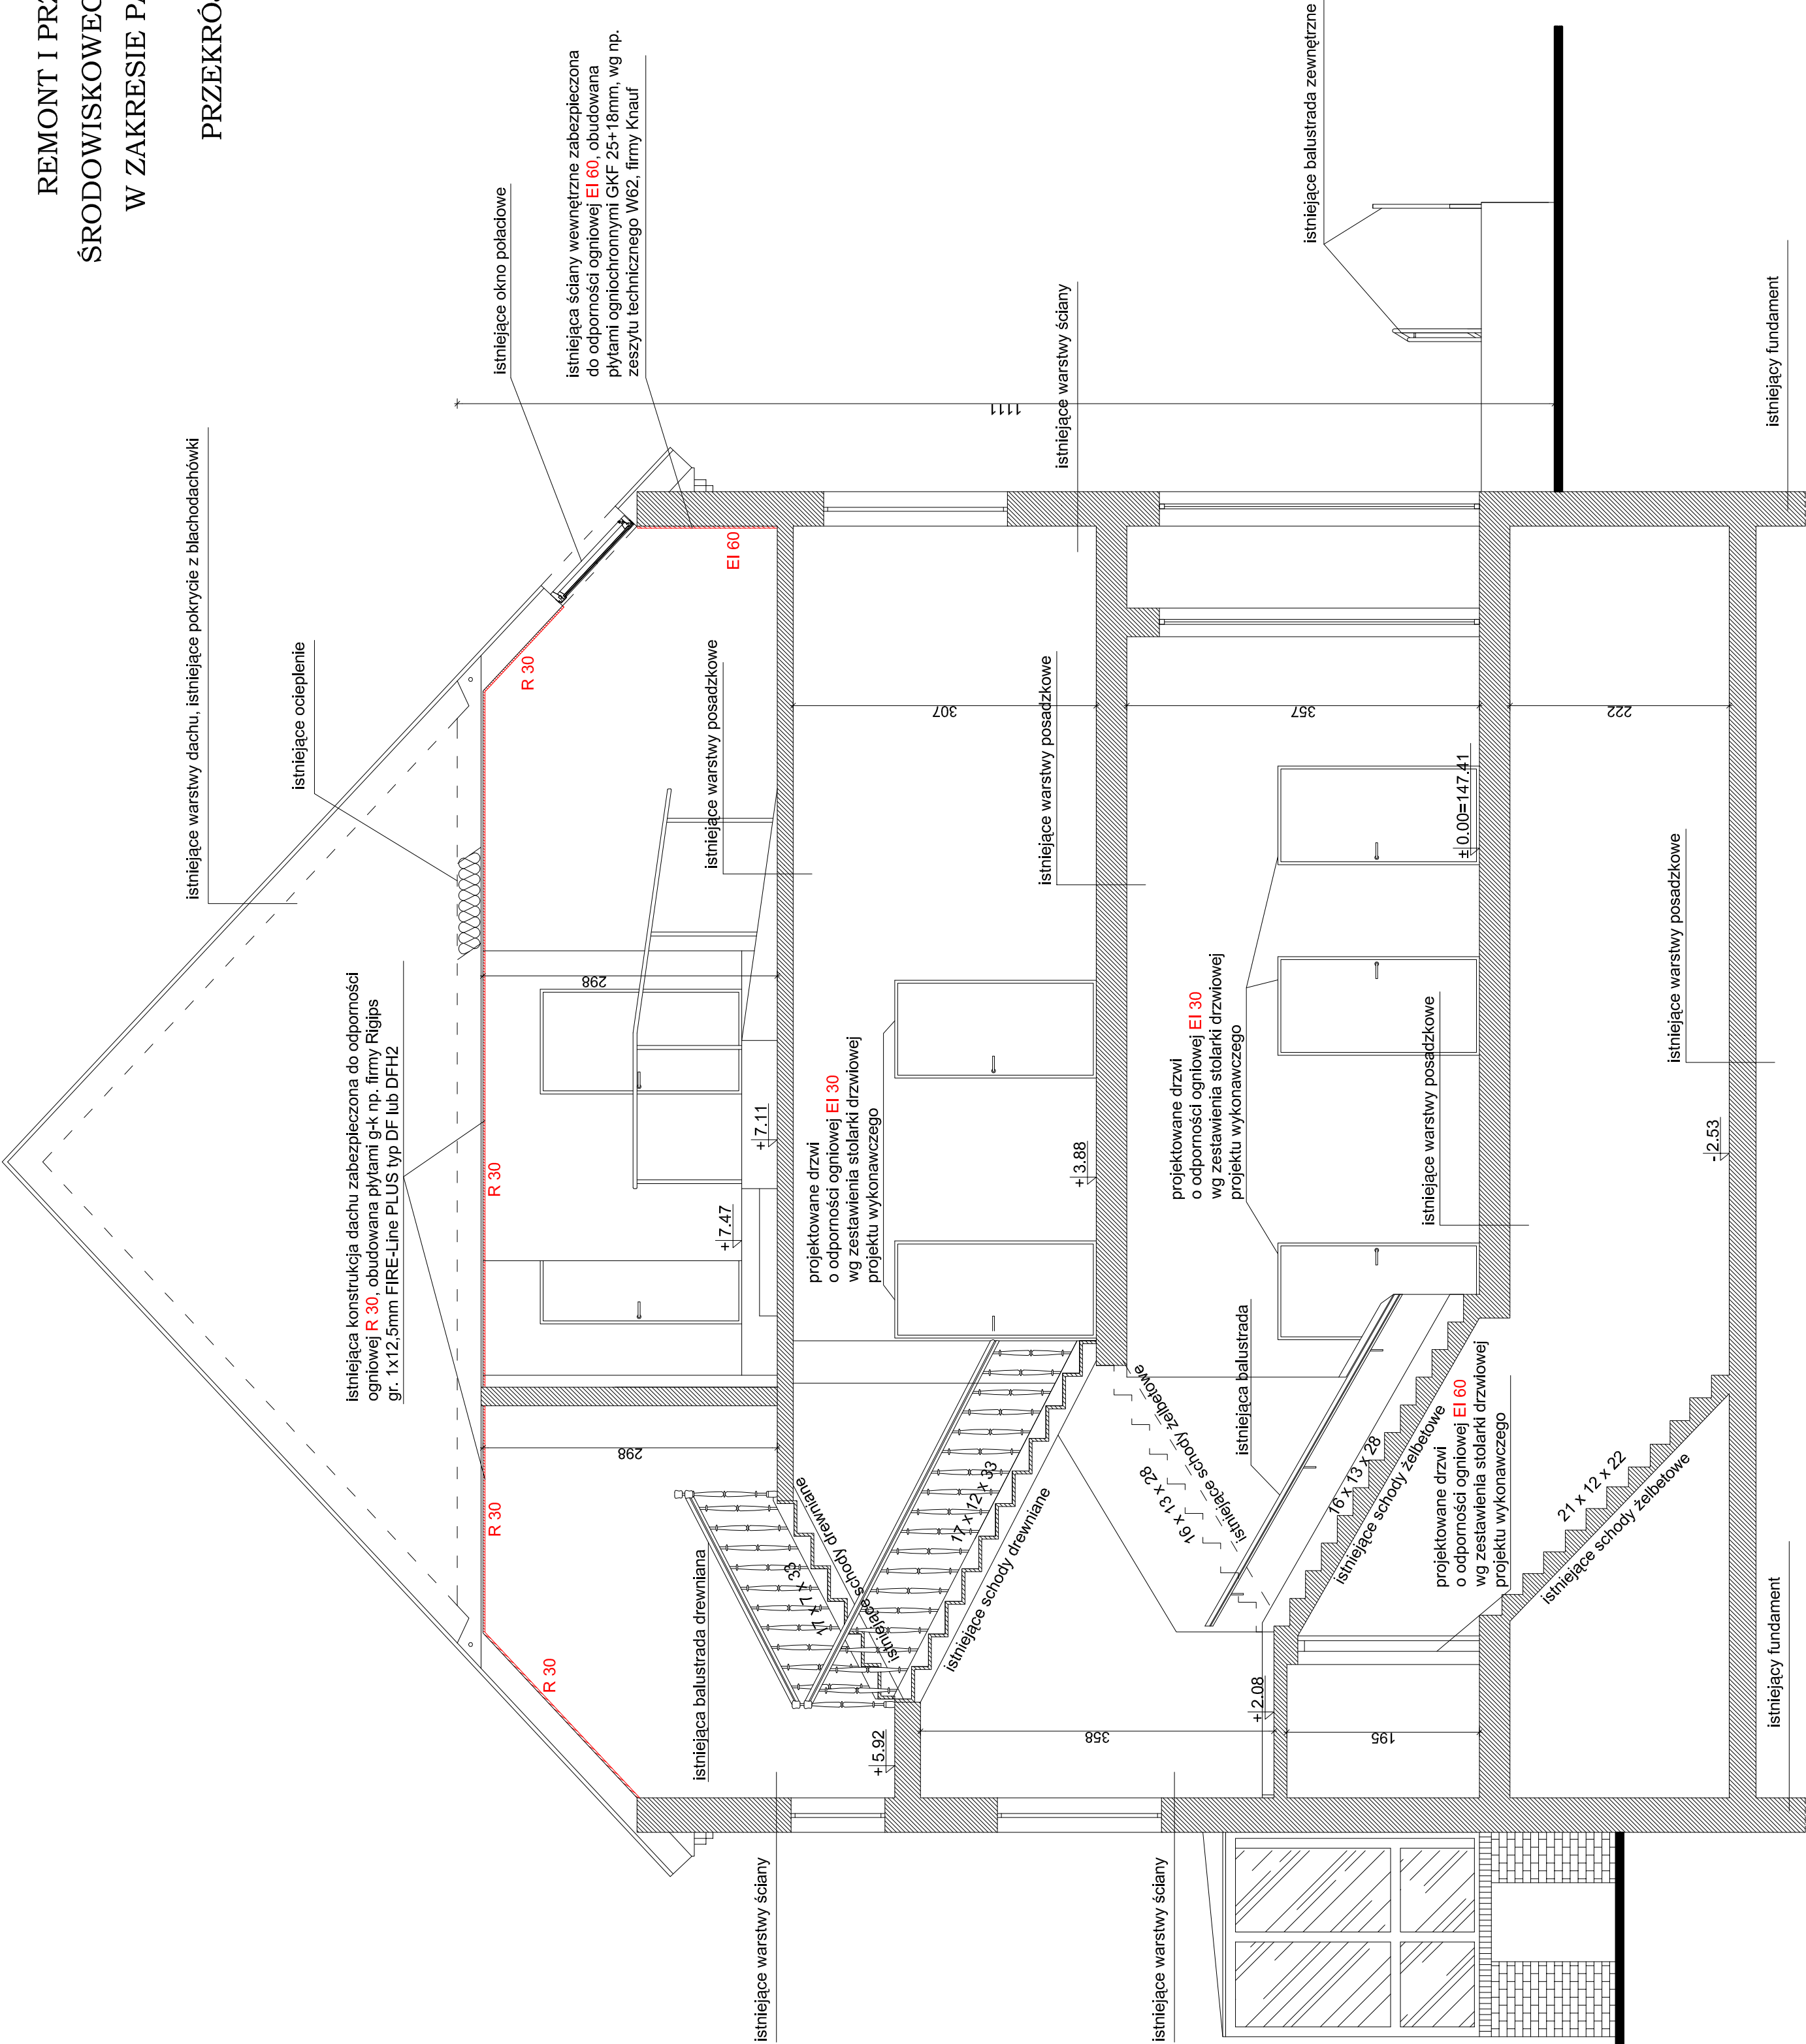 REMONT I PRZ
ŚRODOWISKOWEG
W ZAKRESIE PA
PRZEKRÓJ
istniejące warstwy dachu, istniejące pokrycie z blachodachówki
istniejące ocieplenie
istniejąca konstrukcja dachu zabezpieczona do odporności
ogniowej R 30, obudowana płytami g-k np. firmy Rigips
gr. 1x12,5mm FIRE-Line PLUS typ DF lub DFH2
istniejące okno połaciowe
istniejąca ściany wewnętrzne zabezpieczona
do odporności ogniowej EI 60, obudowana
płytami ogniochronnymi GKF 25+18mm, wg np.
zeszytu technicznego W62, firmy Knauf
R 30
R 30
R 30
R 30
EI 60
298
298
istniejąca balustrada drewniana
istniejące warstwy posadzkowe
+7.47
+7.11
istniejące warstwy ściany
17 x 7 x 33
istniejące schody drewniane
projektowane drzwi
o odporności ogniowej EI 30
wg zestawienia stolarki drzwiowej
projektu wykonawczego
+5.92
307
1111
17 x 12 x 33
istniejące schody drewniane
istniejące warstwy posadzkowe
istniejące warstwy ściany
+3.88
358
istniejące warstwy ściany
istniejące schody żelbetowe
16 x 13 x 28
projektowane drzwi
o odporności ogniowej EI 30
wg zestawienia stolarki drzwiowej
projektu wykonawczego
istniejąca balustrada
+2.08
357
istniejące balustrada zewnętrzne
16 x 13 x 28
istniejące schody żelbetowe
195
istniejące warstwy posadzkowe
±0.00=147.41
projektowane drzwi
o odporności ogniowej EI 60
wg zestawienia stolarki drzwiowej
projektu wykonawczego
21 x 12 x 22
istniejące schody żelbetowe
222
istniejące warstwy posadzkowe
-2.53
istniejący fundament
istniejący fundament